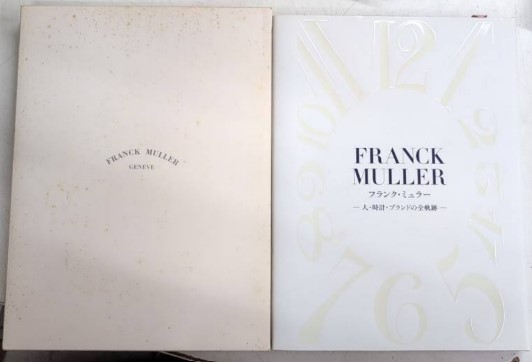 FRANCK MULLER
GENEVE
11 12 1
10 2
FRANCK
MULLER
フランク・ミュラー
― 人・時計・ブランドの全軌跡 ―
9 3
8 4
7 6 5